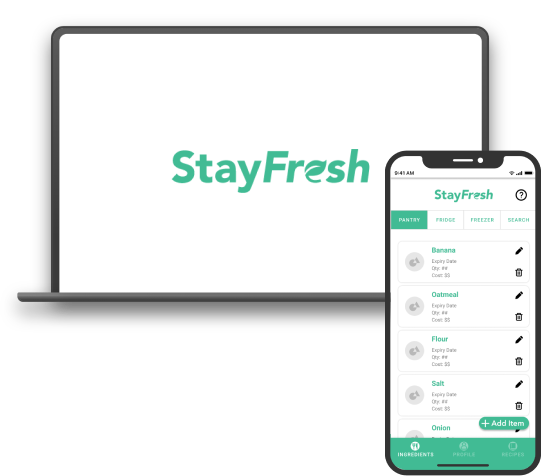 StayFresh
9:41 AM
StayFresh
?
PANTRY FRIDGE FREEZER SEARCH
Banana
Expiry Date
Qty: ##
Cost: $$
Oatmeal
Expiry Date
Qty: ##
Cost: $$
Flour
Expiry Date
Qty: ##
Cost: $$
Salt
Expiry Date
Qty: ##
Cost: $$
+ Add Item
Onion
INGREDIENTS PROFILE RECIPES